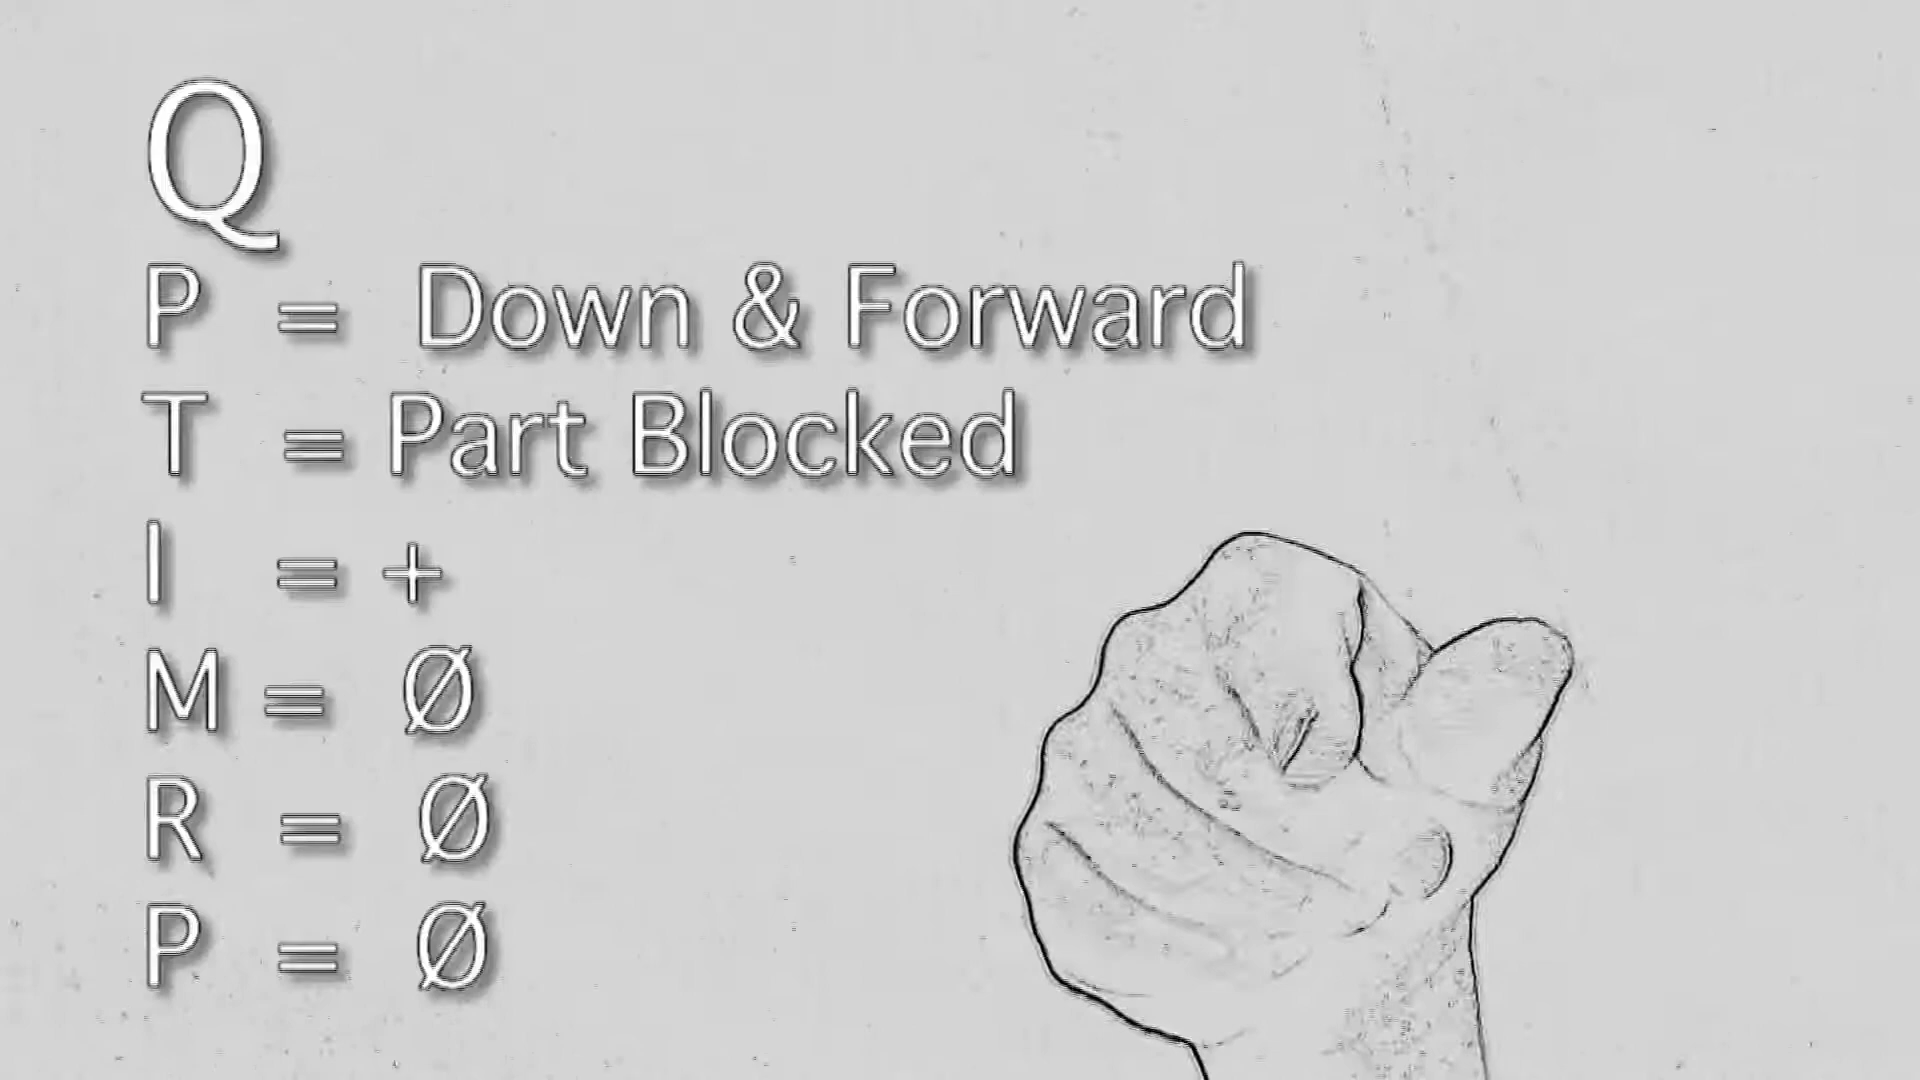 Q
P = Down & Forward
T = Part Blocked
I = +
M = Ø
R = Ø
P = Ø